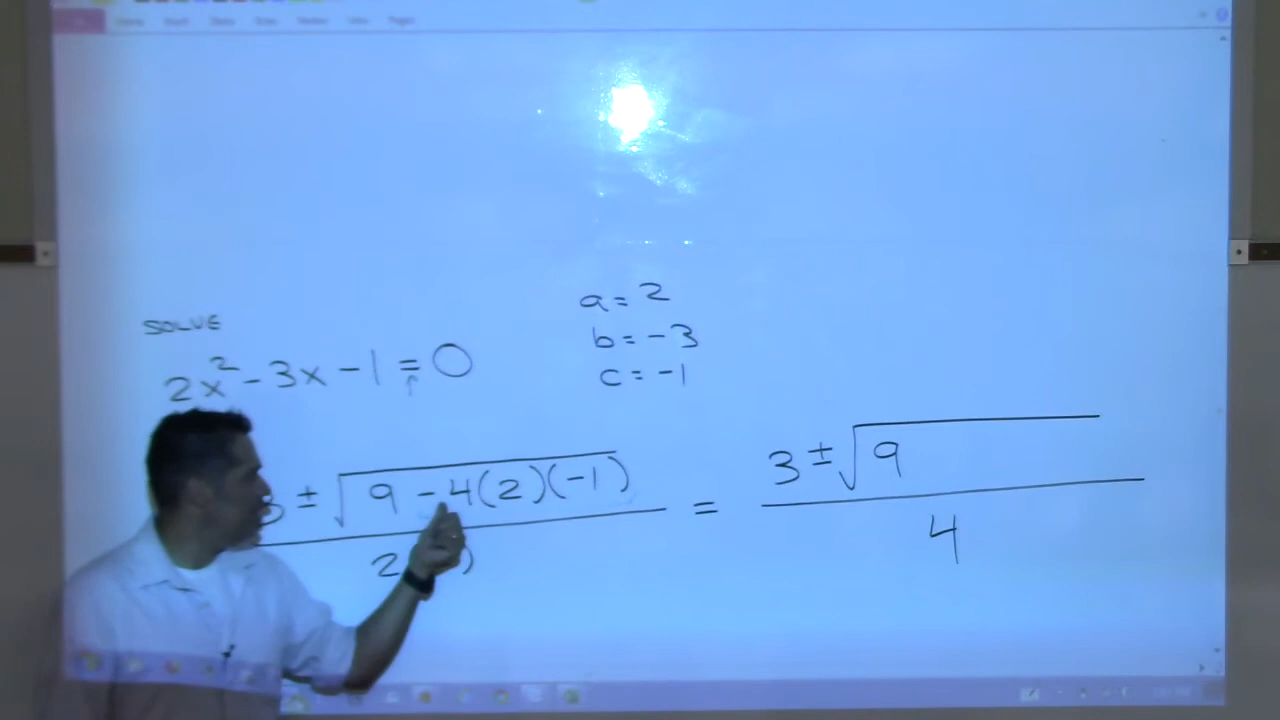 SOLVE
2x² - 3x - 1 = 0
a = 2
b = -3
c = -1
± √(9 - 4(2)(-1)) = 3 ± √9
2 ) 4